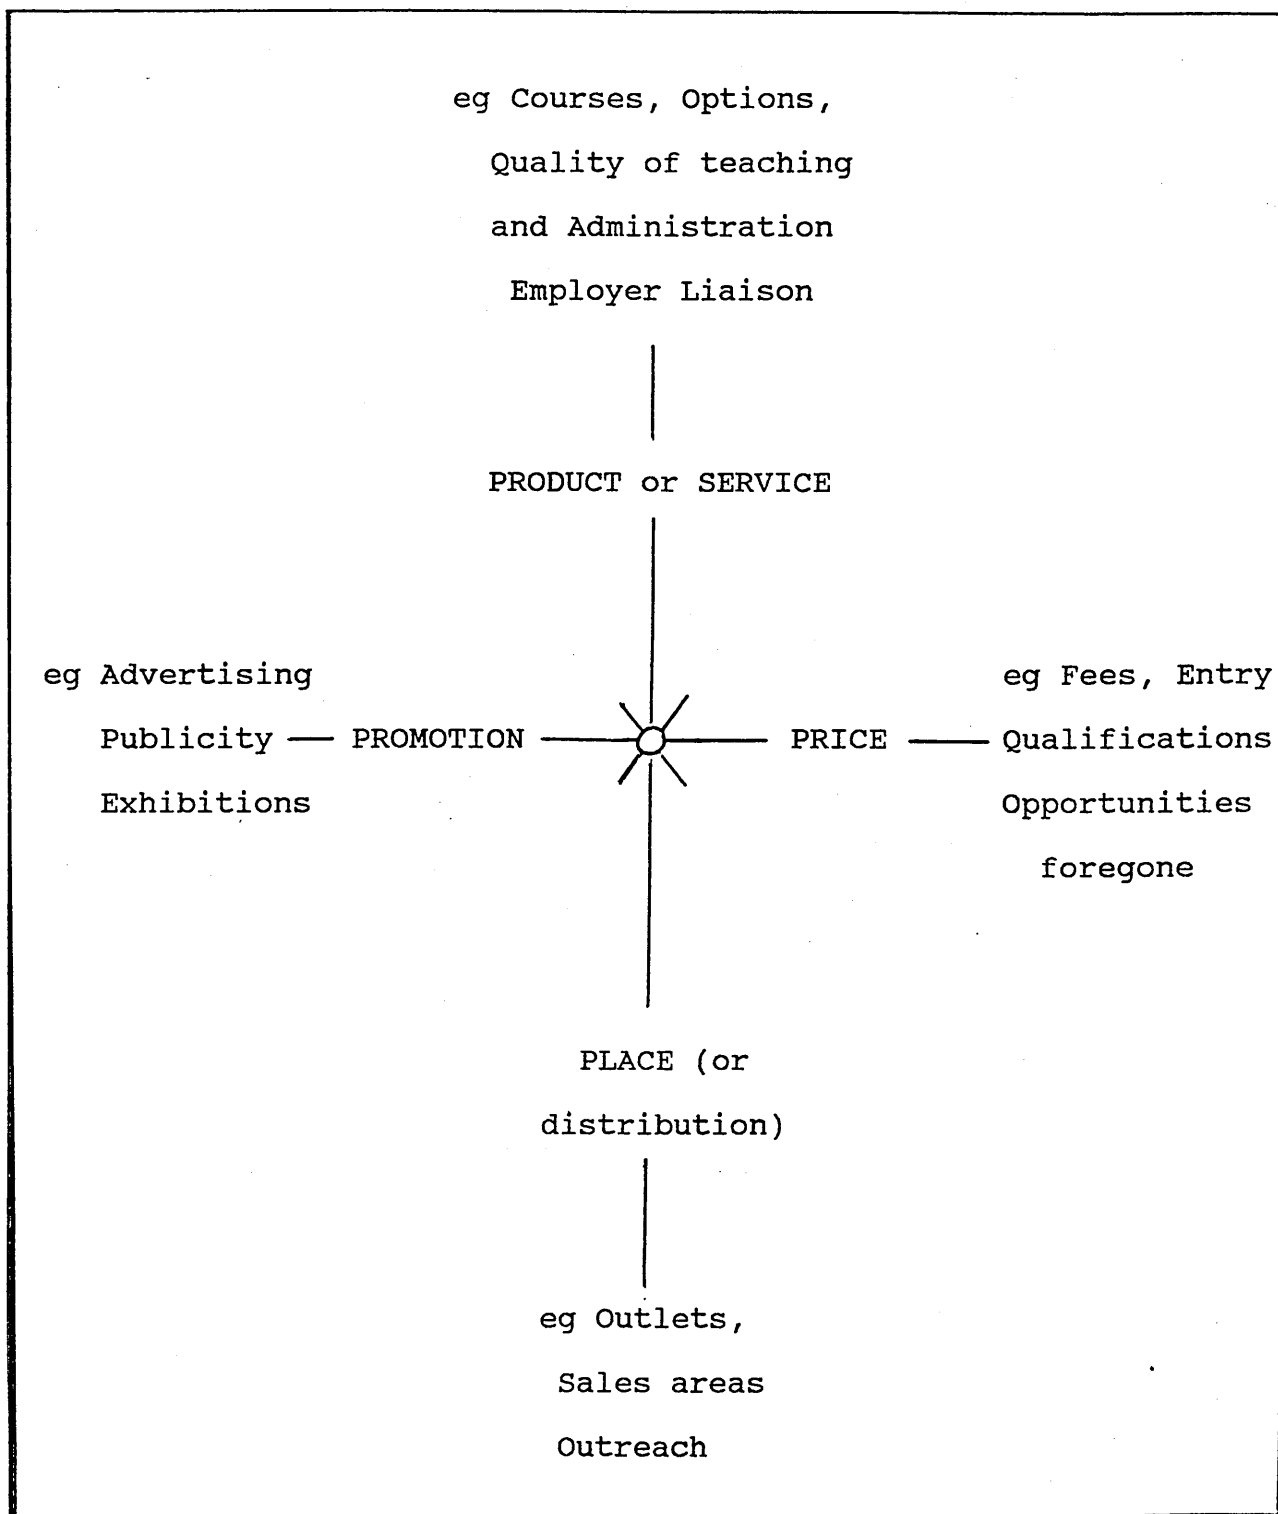 eg Courses, Options,
Quality of teaching
and Administration
Employer Liaison
PRODUCT or SERVICE
eg Advertising
Publicity — PROMOTION
Exhibitions
PRICE — Qualifications
eg Fees, Entry
Opportunities
foregone
PLACE (or
distribution)
eg Outlets,
Sales areas
Outreach